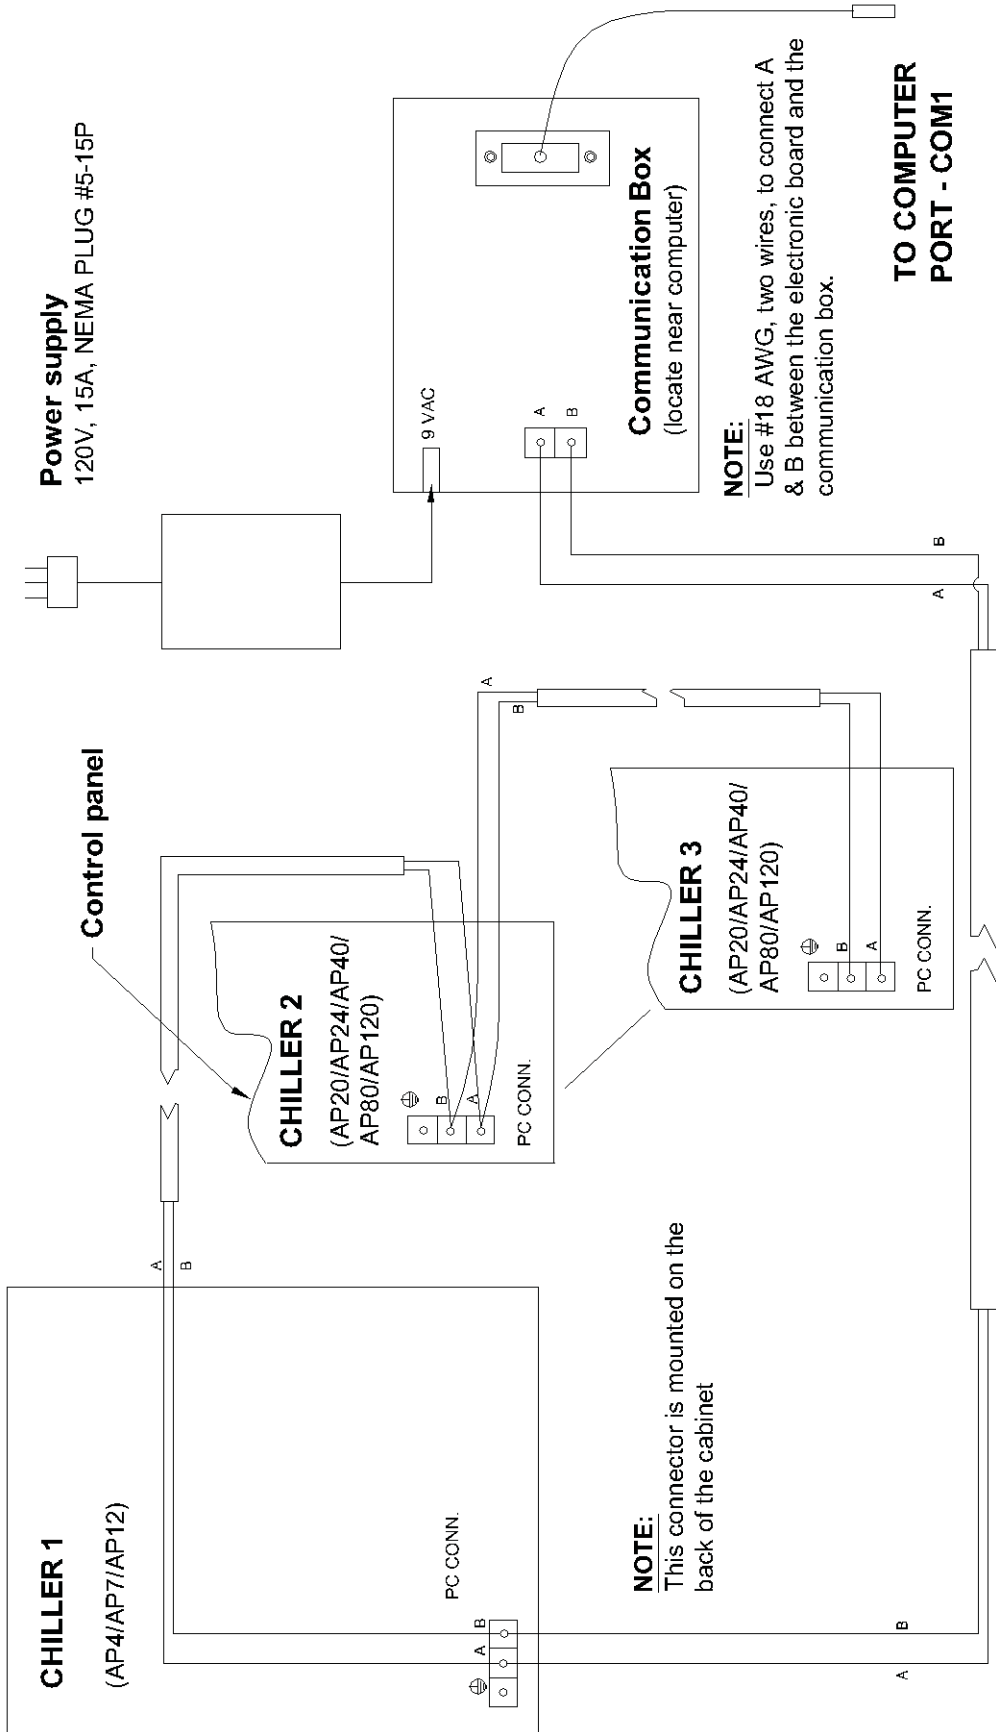 CHILLER 1
(AP4/AP7/AP12)
PC CONN.
B
A
A
B
A
B
NOTE:
This connector is mounted on the
back of the cabinet
Control panel
CHILLER 2
(AP20/AP24/AP40/
AP80/AP120)
B
A
PC CONN.
A
B
CHILLER 3
(AP20/AP24/AP40/
AP80/AP120)
B
A
PC CONN.
Power supply
120V, 15A, NEMA PLUG #5-15P
9 VAC
A
B
Communication Box
(locate near computer)
NOTE:
Use #18 AWG, two wires, to connect A
& B between the electronic board and the
communication box.
A
B
TO COMPUTER
PORT - COM1